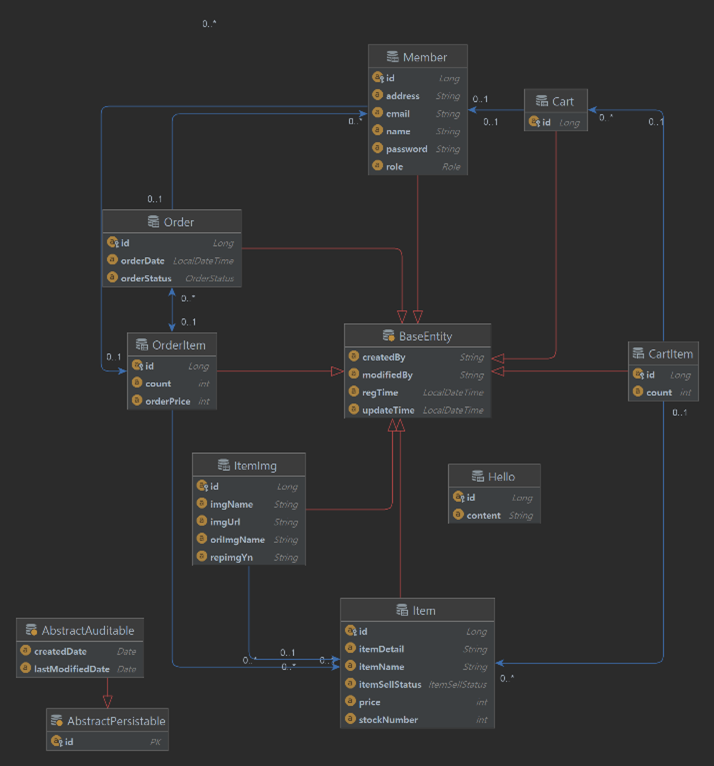 0..*
Member
id Long
address String
email String
name String
password String
role Role
0..1
0..1
Cart
id Long
0..*
0..1
0..*
0..1
Order
id Long
orderDate LocalDateTime
orderStatus OrderStatus
0..*
0..1
0..1
OrderItem
id Long
count int
orderPrice int
BaseEntity
createdBy String
modifiedBy String
regTime LocalDateTime
updateTime LocalDateTime
CartItem
id Long
count int
0..1
ItemImg
id Long
imgName String
imgUrl String
oriImgName String
repimgYn String
Hello
id Long
content String
Item
id Long
itemDetail String
itemName String
itemSellStatus ItemSellStatus
price int
stockNumber int
0..1
0..*
0..*
AbstractAuditable
createdDate Date
lastModifiedDate Date
AbstractPersistable
id PK